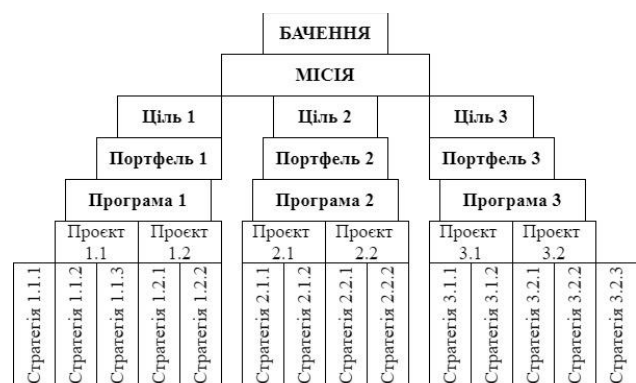 БАЧЕННЯ
МІСІЯ
Ціль 1 Ціль 2 Ціль 3
Портфель 1 Портфель 2 Портфель 3
Програма 1 Програма 2 Програма 3
Проєкт 1.1 Проєкт 1.2 Проєкт 2.1 Проєкт 2.2 Проєкт 3.1 Проєкт 3.2
Стратегія 1.1.1
Стратегія 1.1.2
Стратегія 1.1.3
Стратегія 1.2.1
Стратегія 1.2.2
Стратегія 2.1.1
Стратегія 2.1.2
Стратегія 2.2.1
Стратегія 2.2.2
Стратегія 3.1.1
Стратегія 3.1.2
Стратегія 3.2.1
Стратегія 3.2.2
Стратегія 3.2.3